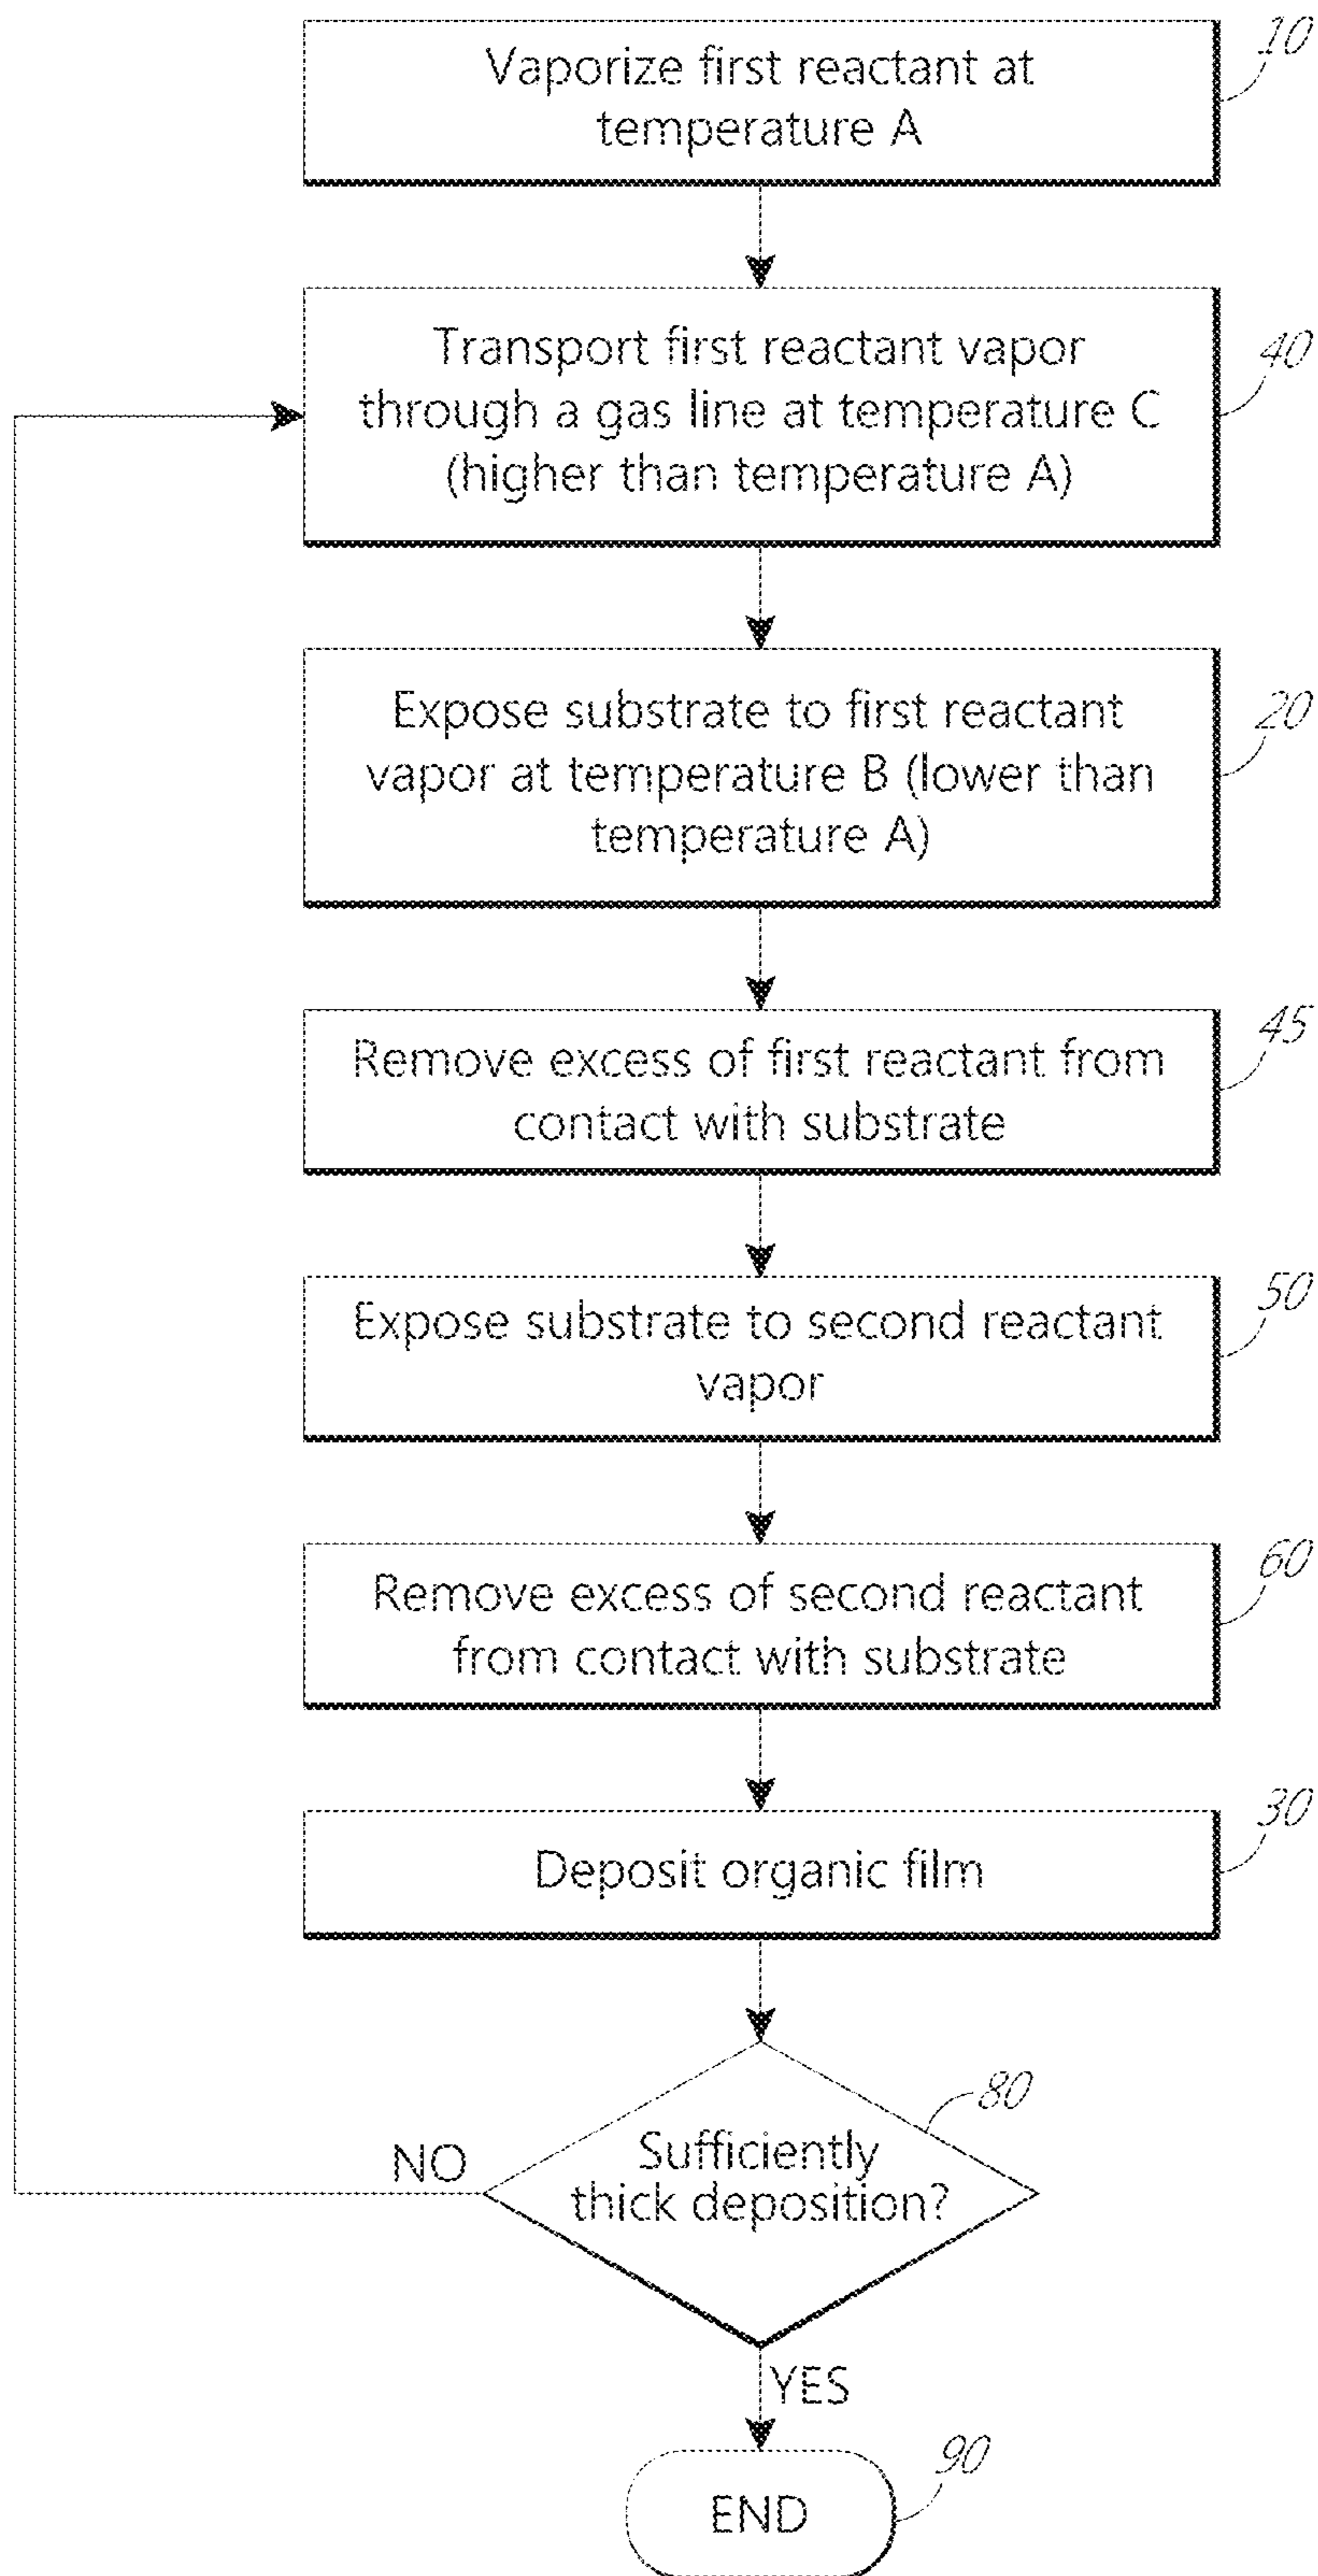 10
Vaporize first reactant at
temperature A
40
Transport first reactant vapor
through a gas line at temperature C
(higher than temperature A)
20
Expose substrate to first reactant
vapor at temperature B (lower than
temperature A)
45
Remove excess of first reactant from
contact with substrate
50
Expose substrate to second reactant
vapor
60
Remove excess of second reactant
from contact with substrate
30
Deposit organic film
80
Sufficiently
thick deposition?
NO
YES
90
END